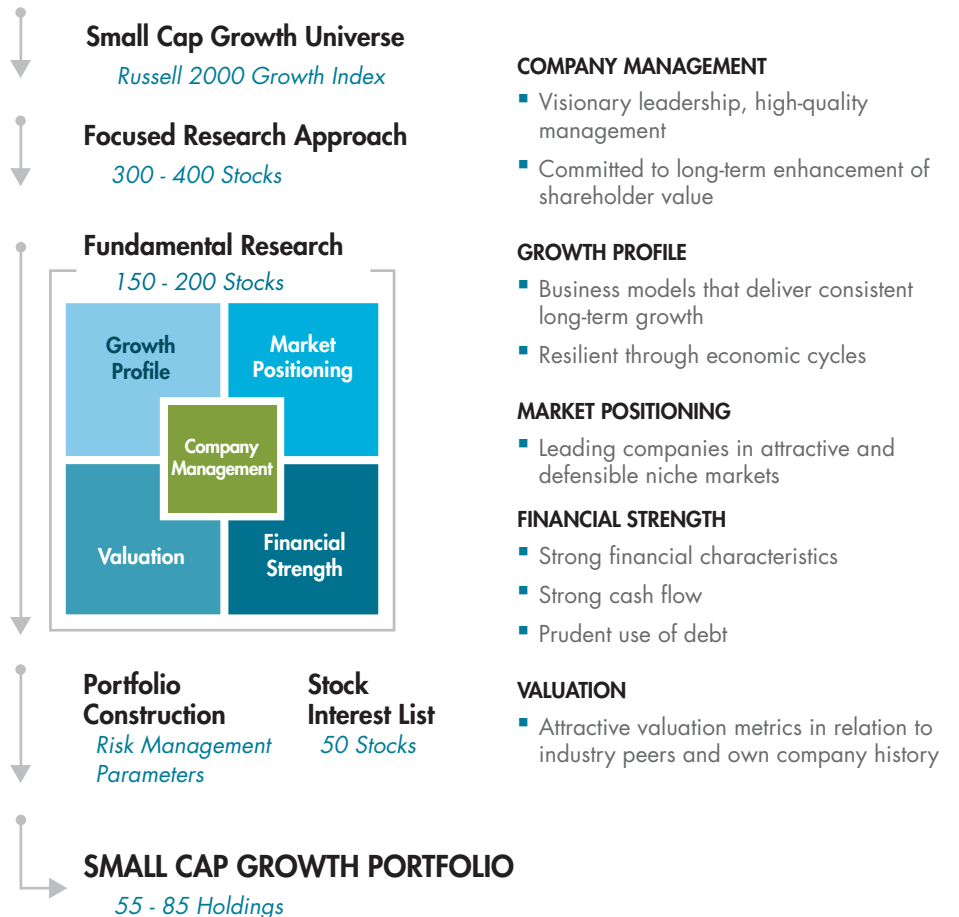 Small Cap Growth Universe
Russell 2000 Growth Index
Focused Research Approach
300 - 400 Stocks
Fundamental Research
150 - 200 Stocks
Growth
Profile
Market
Positioning
Company
Management
Valuation
Financial
Strength
Portfolio
Construction
Risk Management
Parameters
Stock
Interest List
50 Stocks
SMALL CAP GROWTH PORTFOLIO
55 - 85 Holdings
COMPANY MANAGEMENT
▪ Visionary leadership, high-quality
management
▪ Committed to long-term enhancement of
shareholder value
GROWTH PROFILE
▪ Business models that deliver consistent
long-term growth
▪ Resilient through economic cycles
MARKET POSITIONING
▪ Leading companies in attractive and
defensible niche markets
FINANCIAL STRENGTH
▪ Strong financial characteristics
▪ Strong cash flow
▪ Prudent use of debt
VALUATION
▪ Attractive valuation metrics in relation to
industry peers and own company history